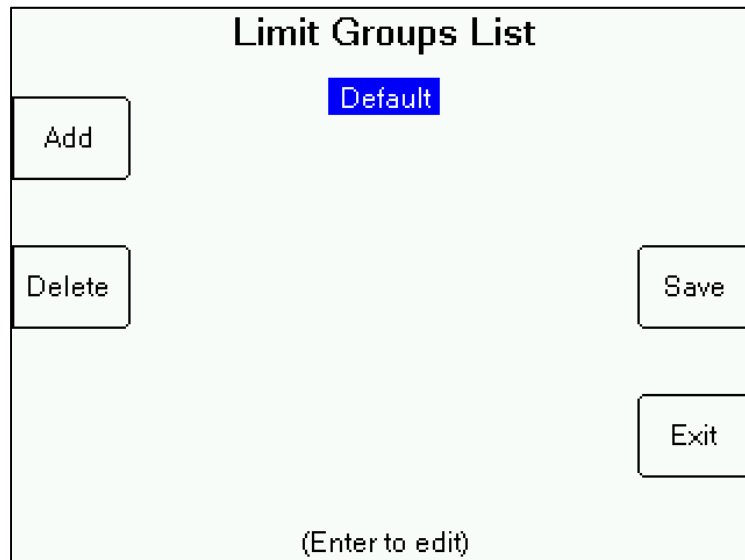 Limit Groups List
Default
Add
Delete
Save
Exit
(Enter to edit)